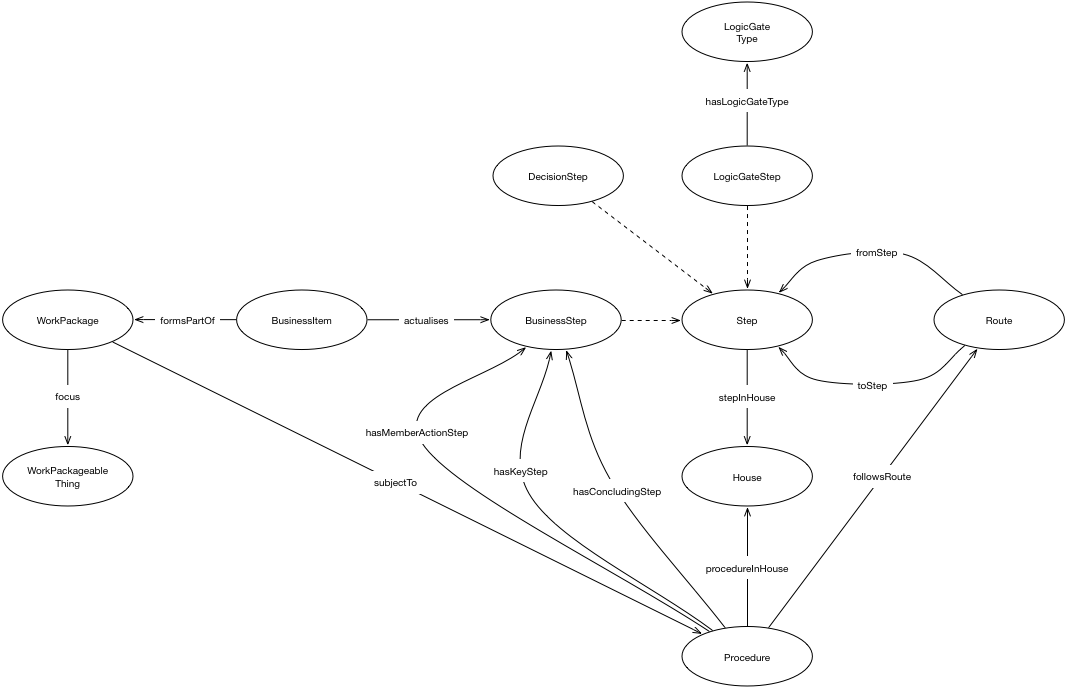 LogicGate
Type
hasLogicGateType
DecisionStep
LogicGateStep
fromStep
WorkPackage
formsPartOf
BusinessItem
actualises
BusinessStep
Step
Route
focus
toStep
stepInHouse
hasMemberActionStep
WorkPackageable
Thing
subjectTo
hasKeyStep
hasConcludingStep
House
followsRoute
procedureInHouse
Procedure